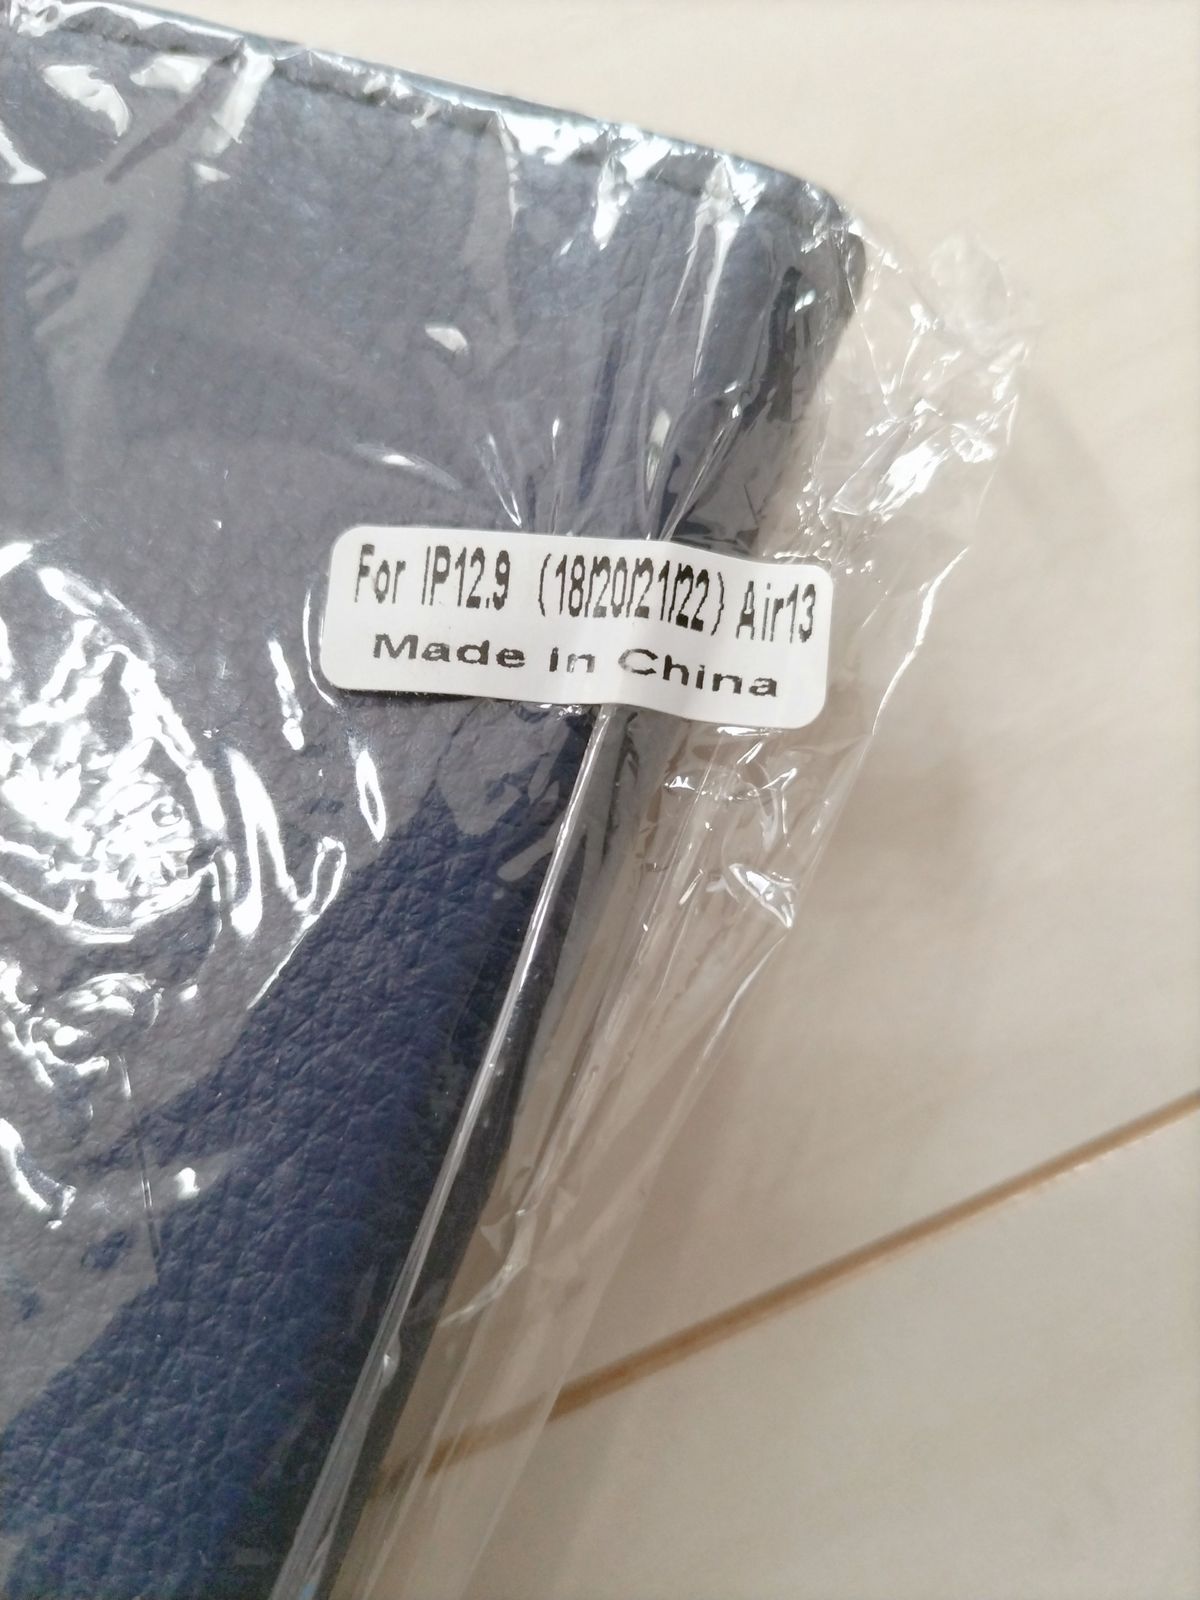 For IP12.9 (18/20/21/22) Air13
Made in China